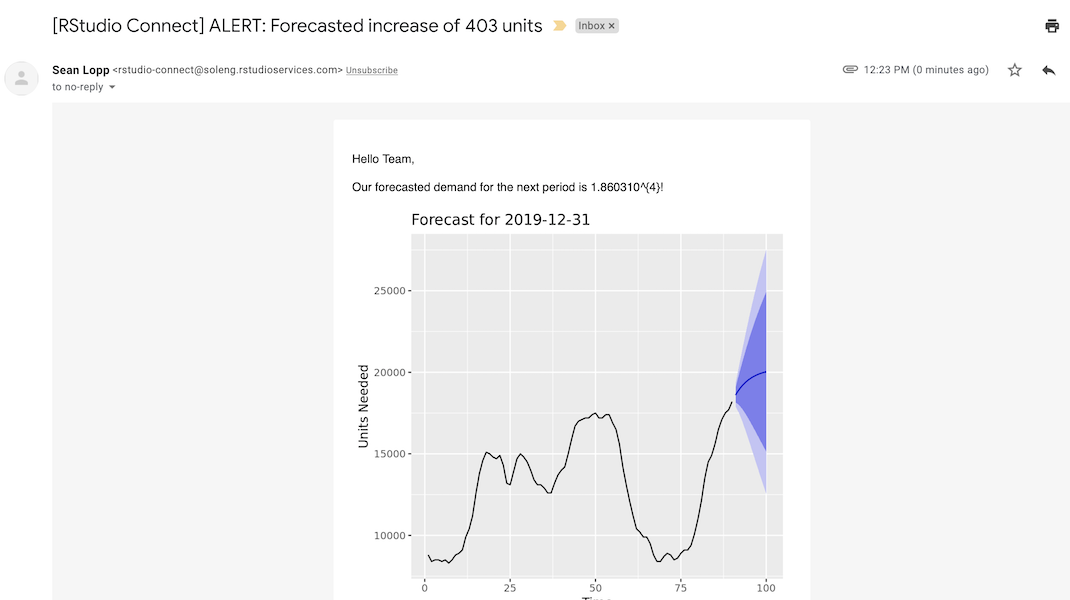 [RStudio Connect] ALERT: Forecasted increase of 403 units Inbox ×
Sean Lopp <rstudio-connect@soleng.rstudioservices.com> Unsubscribe 12:23 PM (0 minutes ago)
to no-reply
Hello Team,
Our forecasted demand for the next period is 1.860310^{4}!
Forecast for 2019-12-31
25000
20000
15000
10000
Units Needed
0 25 50 75 100